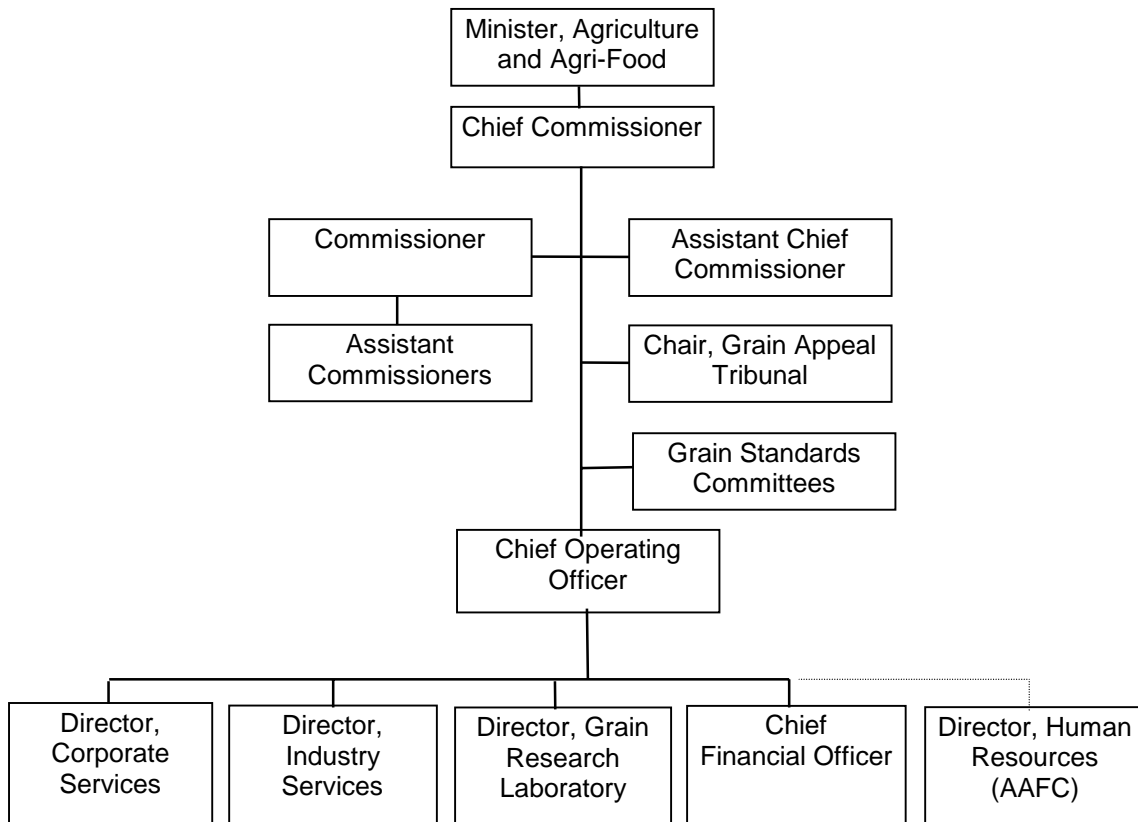 Minister, Agriculture
and Agri-Food
Chief Commissioner
Commissioner
Assistant Chief
Commissioner
Assistant
Commissioners
Chair, Grain Appeal
Tribunal
Grain Standards
Committees
Chief Operating
Officer
Director,
Corporate
Services
Director,
Industry
Services
Director, Grain
Research
Laboratory
Chief
Financial Officer
Director, Human
Resources
(AAFC)